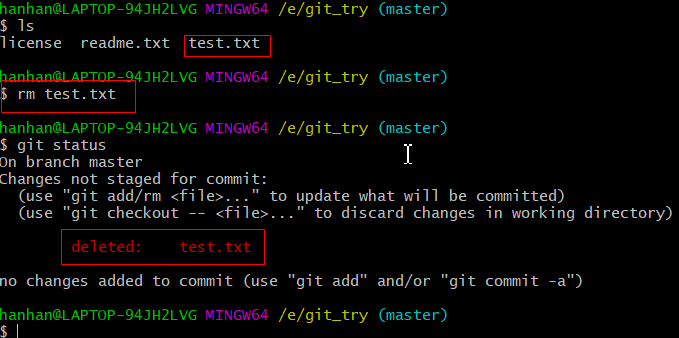 hanhan@LAPTOP-94JH2LVG MINGW64 /e/git_try (master)
$ ls
license  readme.txt  test.txt
hanhan@LAPTOP-94JH2LVG MINGW64 /e/git_try (master)
$ rm test.txt
hanhan@LAPTOP-94JH2LVG MINGW64 /e/git_try (master)
$ git status
On branch master
Changes not staged for commit:
  (use "git add/rm <file>..." to update what will be committed)
  (use "git checkout -- <file>..." to discard changes in working directory)
        deleted:    test.txt
no changes added to commit (use "git add" and/or "git commit -a")
hanhan@LAPTOP-94JH2LVG MINGW64 /e/git_try (master)
$